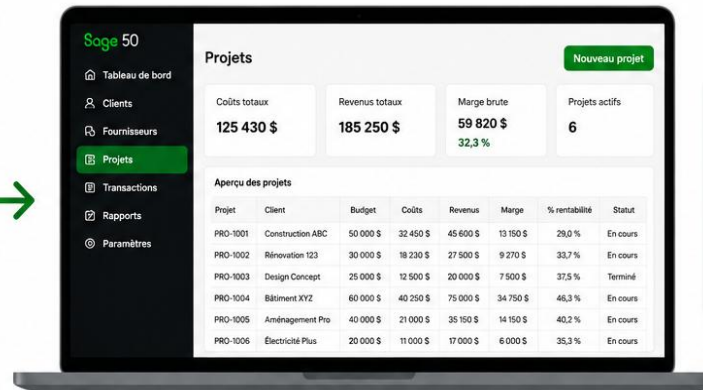 Sage 50
Tableau de bord
Clients
Fournisseurs
Projets
Transactions
Rapports
Paramètres
Projets
Nouveau projet
Coûts totaux
125 430 $
Revenus totaux
185 250 $
Marge brute
59 820 $
32,3 %
Projets actifs
6
Aperçu des projets
Projet Client Budget Coûts Revenus Marge % rentabilité Statut
PRO-1001 Construction ABC 50 000 $ 32 450 $ 45 600 $ 13 150 $ 29,0 % En cours
PRO-1002 Rénovation 123 30 000 $ 18 230 $ 27 500 $ 9 270 $ 33,7 % En cours
PRO-1003 Design Concept 25 000 $ 12 500 $ 20 000 $ 7 500 $ 37,5 % Terminé
PRO-1004 Bâtiment XYZ 60 000 $ 40 250 $ 75 000 $ 34 750 $ 46,3 % En cours
PRO-1005 Aménagement Pro 40 000 $ 21 000 $ 35 150 $ 14 150 $ 40,2 % En cours
PRO-1006 Électricité Plus 20 000 $ 11 000 $ 17 000 $ 6 000 $ 35,3 % En cours